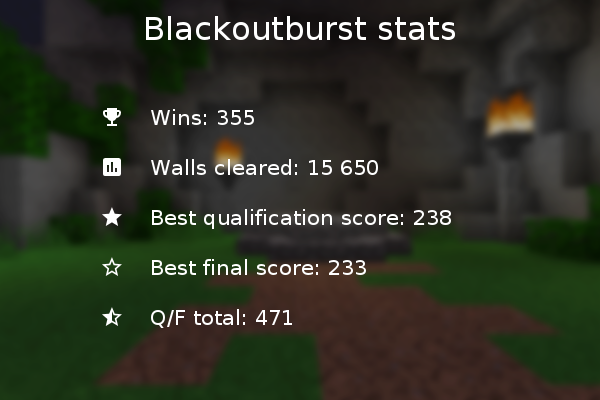 Blackoutburst stats
Wins: 355
Walls cleared: 15 650
Best qualification score: 238
Best final score: 233
Q/F total: 471